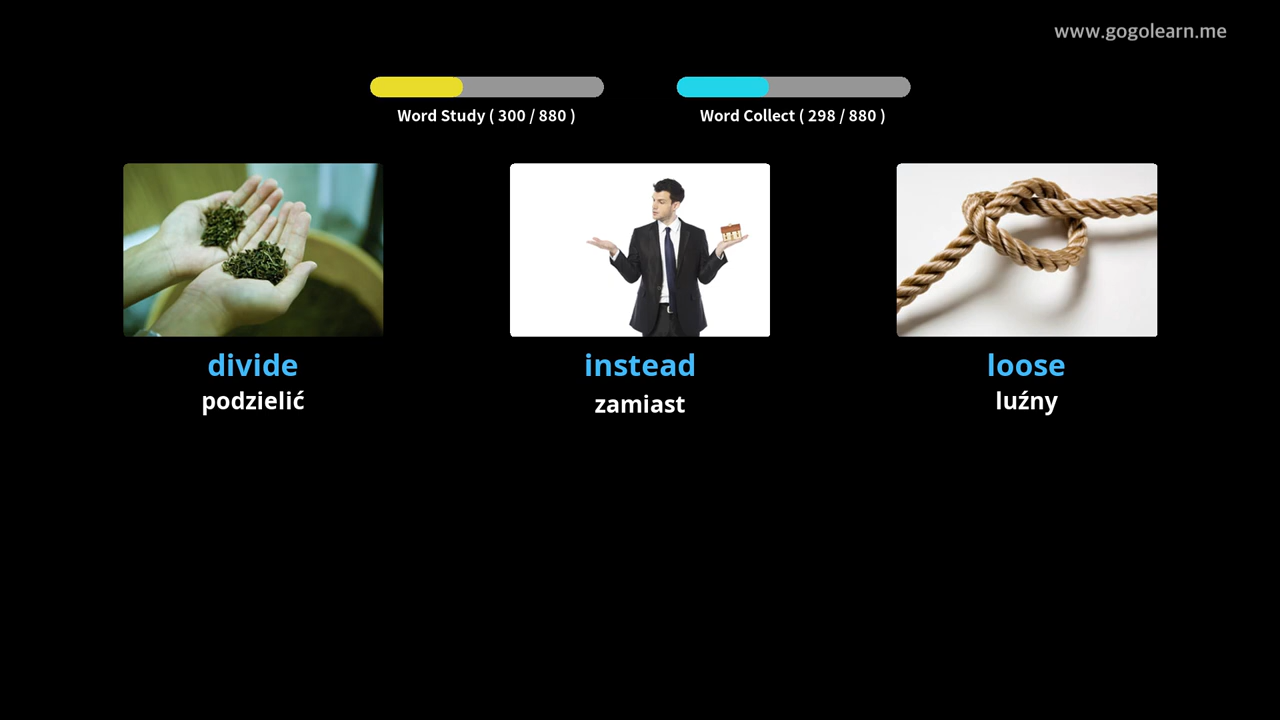 www.gogolearn.me
Word Study ( 300 / 880 )
Word Collect ( 298 / 880 )
divide
podzielić
instead
zamiast
loose
luźny